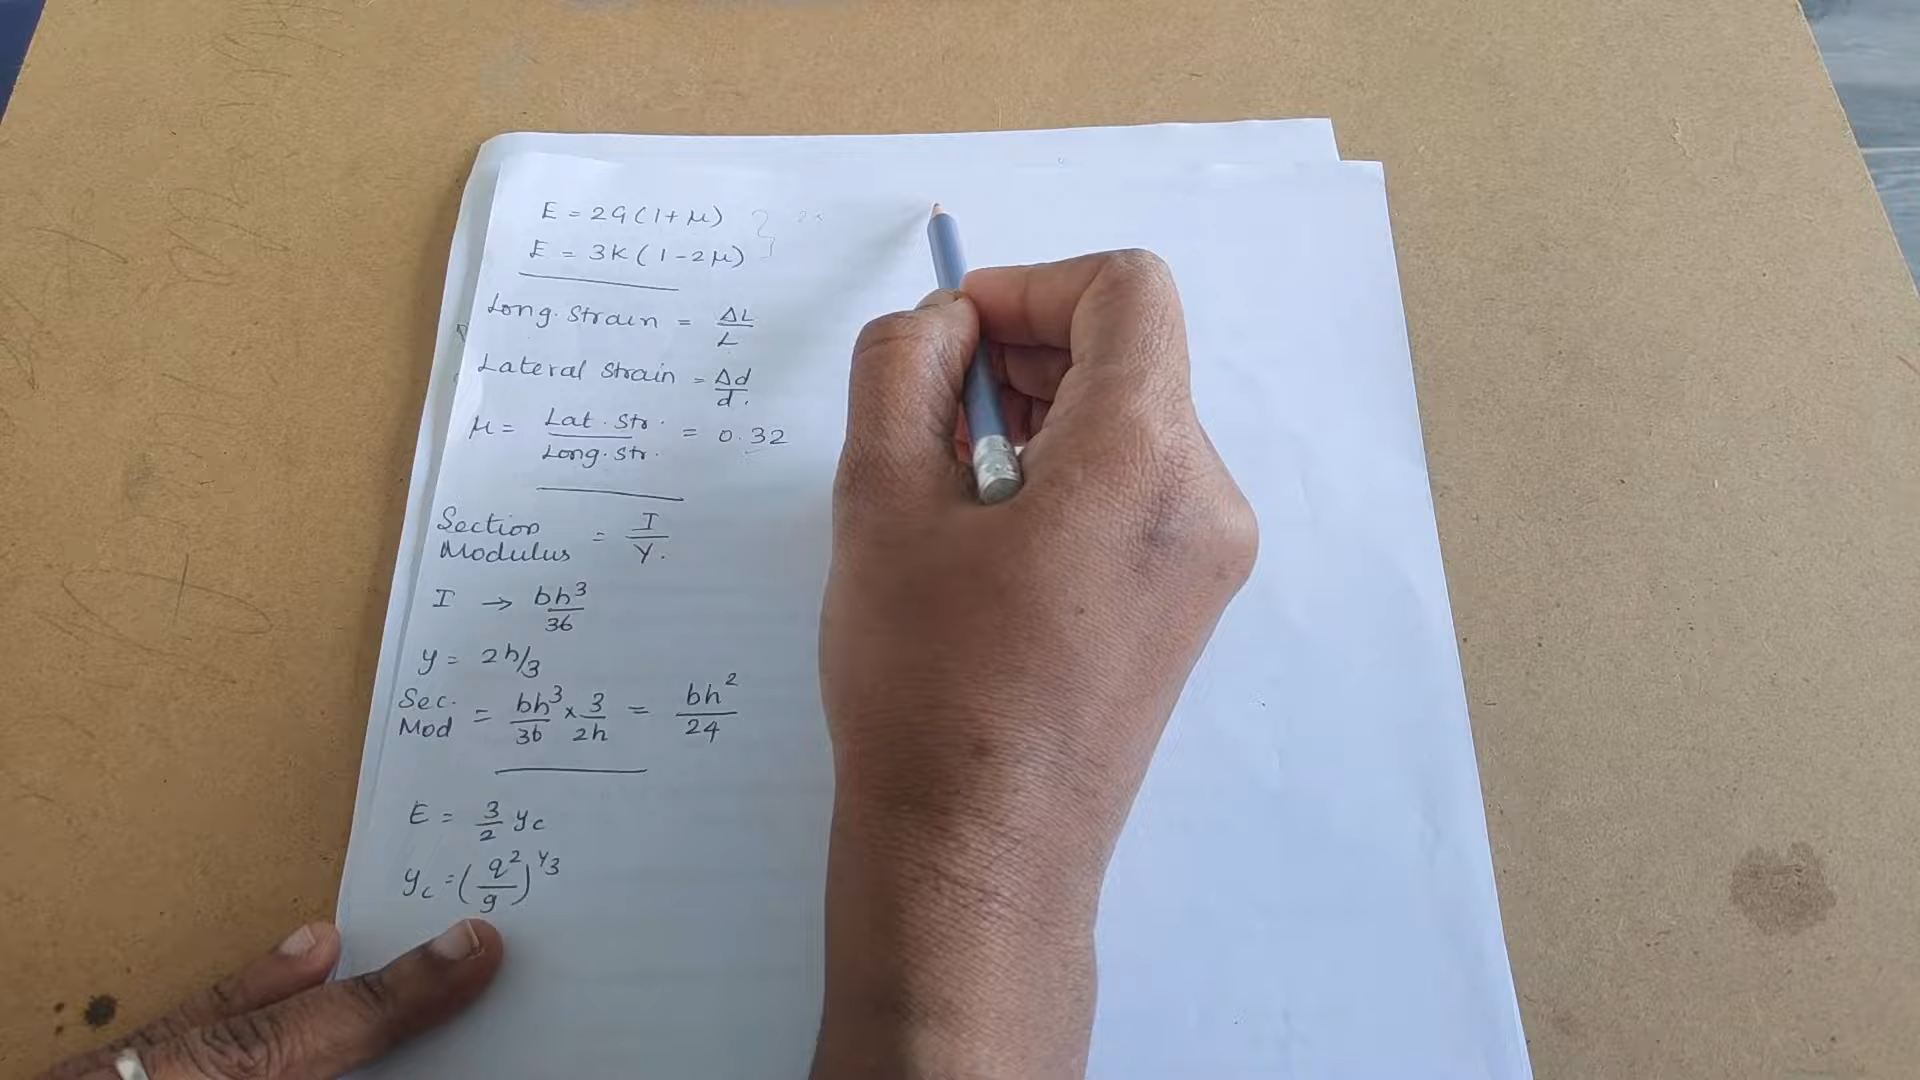 E = 2G(1+μ)
E = 3K(1-2μ)
Long. Strain = ΔL/L
Lateral Strain = Δd/d.
μ = Lat. Str./Long. Str. = 0.32
Section Modulus = I/Y.
I → bh³/36
y = 2h/3
Sec. Mod = bh³/36 × 3/2h = bh²/24
E = 3/2 yc
yc = (q²/g)^1/3